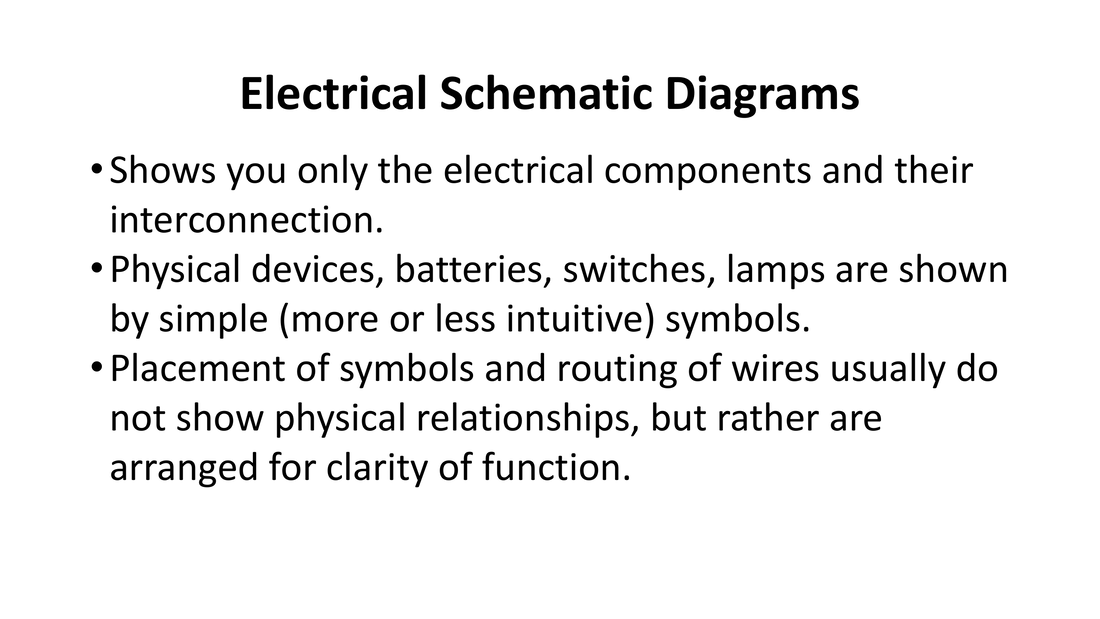 Electrical Schematic Diagrams
•Shows you only the electrical components and their
interconnection.
•Physical devices, batteries, switches, lamps are shown
by simple (more or less intuitive) symbols.
•Placement of symbols and routing of wires usually do
not show physical relationships, but rather are
arranged for clarity of function.